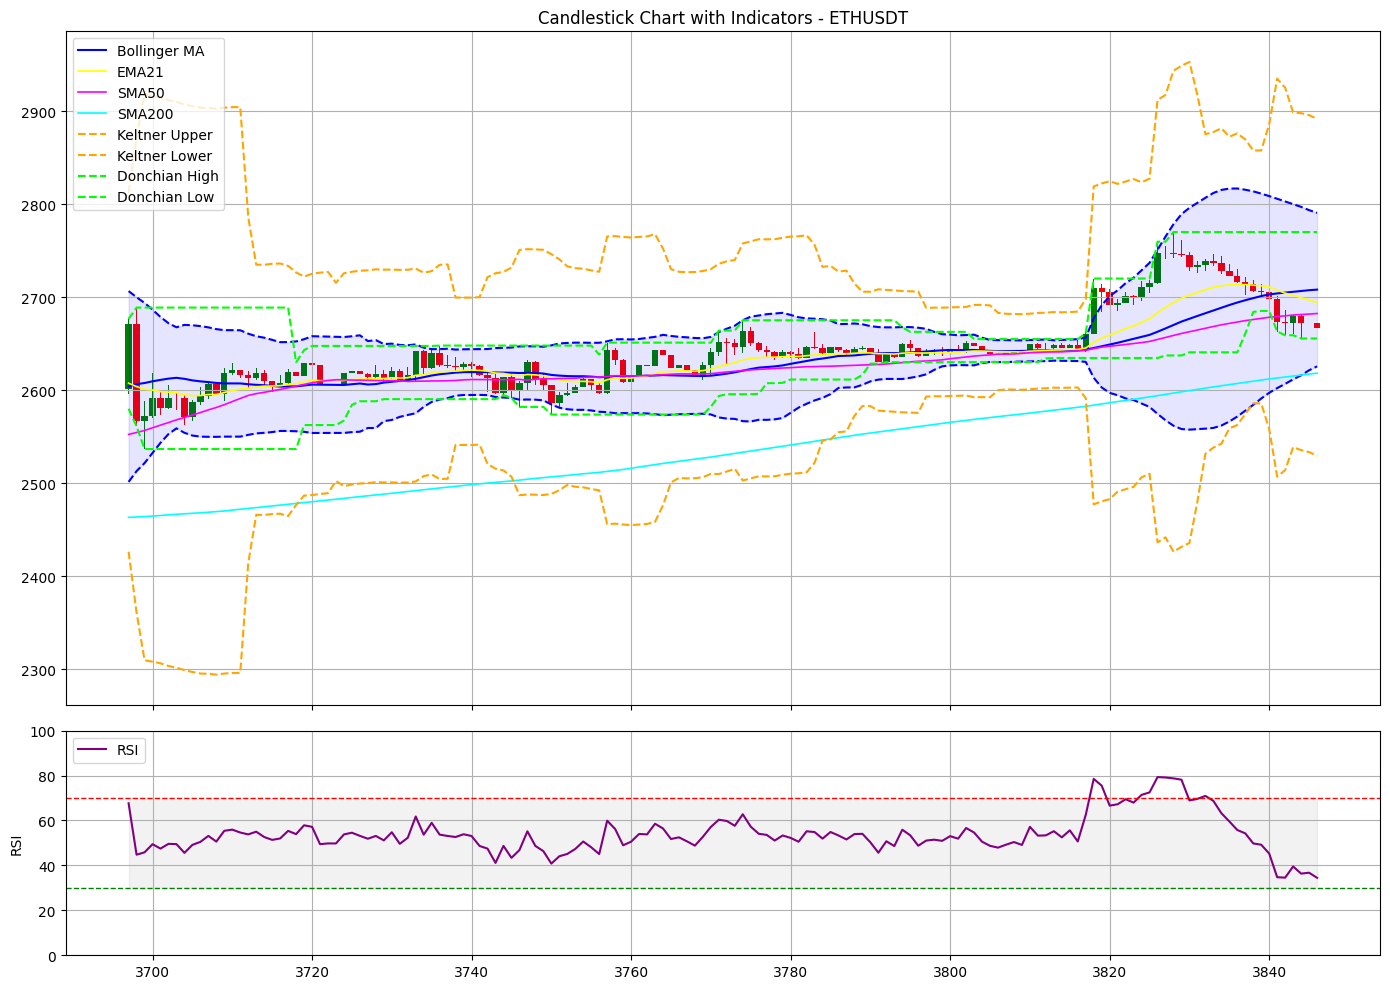 Candlestick Chart with Indicators - ETHUSDT
Bollinger MA
EMA21
SMA50
SMA200
Keltner Upper
Keltner Lower
Donchian High
Donchian Low
2900
2800
2700
2600
2500
2400
2300
RSI
100
80
60
40
20
0
RSI
3700 3720 3740 3760 3780 3800 3820 3840